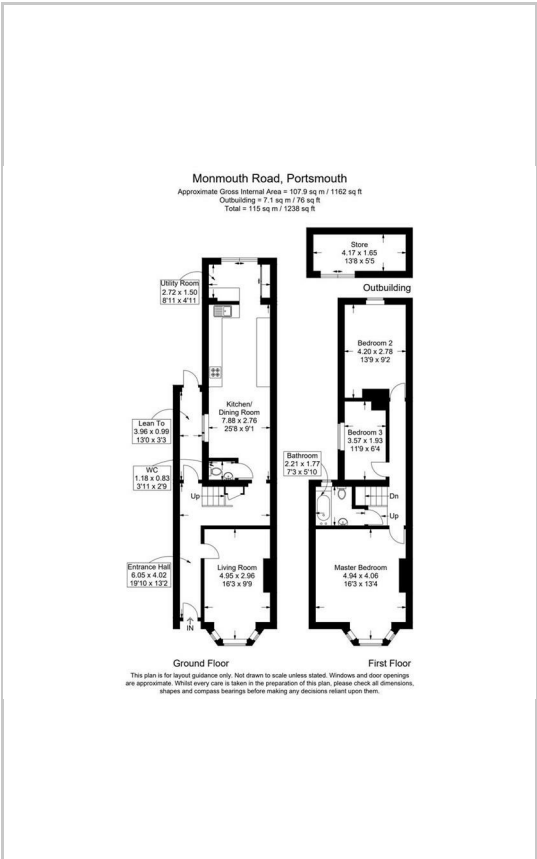 Monmouth Road, Portsmouth
Approximate Gross Internal Area = 107.9 sq m / 1162 sq ft
Outbuilding = 7.1 sq m / 76 sq ft
Total = 115 sq m / 1238 sq ft
Store
4.17 x 1.65
13'8 x 5'5
Outbuilding
Utility Room
2.72 x 1.50
8'11 x 4'11
Kitchen/
Dining Room
7.88 x 2.76
25'8 x 9'1
Lean To
3.96 x 0.99
13'0 x 3'3
WC
1.18 x 0.83
3'11 x 2'9
Up
Entrance Hall
6.05 x 4.02
19'10 x 13'2
Living Room
4.95 x 2.96
16'3 x 9'9
IN
Ground Floor
Bedroom 2
4.20 x 2.78
13'9 x 9'2
Bedroom 3
3.57 x 1.93
11'9 x 6'4
Bathroom
2.21 x 1.77
7'3 x 5'10
Dn
Up
Master Bedroom
4.94 x 4.06
16'3 x 13'4
First Floor
This plan is for layout guidance only. Not drawn to scale unless stated. Windows and door openings
are approximate. Whilst every care is taken in the preparation of this plan, please check all dimensions,
shapes and compass bearings before making any decisions reliant upon them.